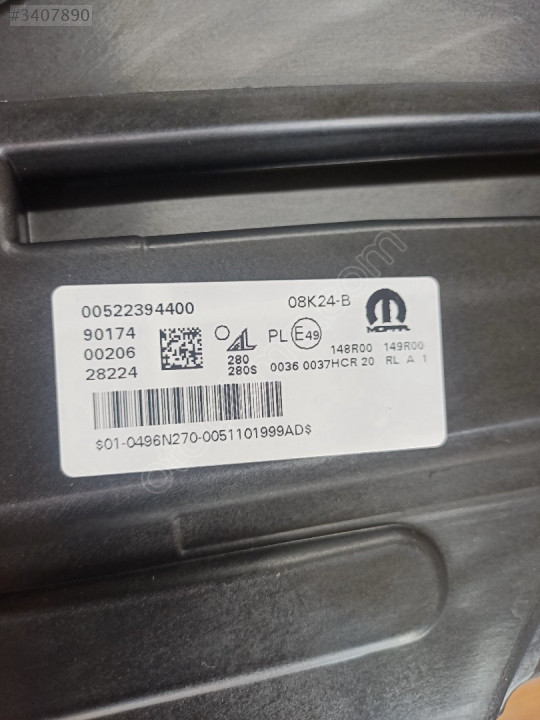 #3407890
00522394400
08K24-B
90174
00206
28224
PL E49
MOPAR
280
280S
148R00 149R00
0036 0037HCR 20 RL A 1
$01-0496N270-0051101999AD$